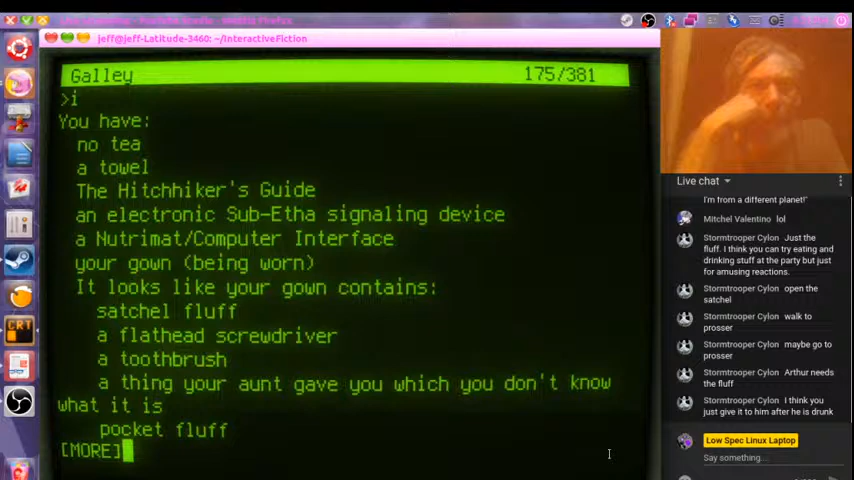 jeff@jeff-Latitude-3460: ~/InteractiveFiction
Galley 175/381
>i
You have:
no tea
a towel
The Hitchhiker's Guide
an electronic Sub-Etha signaling device
a Nutrimat/Computer Interface
your gown (being worn)
It looks like your gown contains:
satchel fluff
a flathead screwdriver
a toothbrush
a thing your aunt gave you which you don't know
what it is
pocket fluff
[MORE]
CRT
Live chat
I'm from a different planet!"
Mitchel Valentino lol
Stormtrooper Cylon Just the
fluff. I think you can try eating and
drinking stuff at the party but just
for amusing reactions.
Stormtrooper Cylon open the
satchel
Stormtrooper Cylon walk to
prosser
Stormtrooper Cylon maybe go to
prosser
Stormtrooper Cylon Arthur needs
the fluff
Stormtrooper Cylon I think you
just give it to him after he is drunk
Low Spec Linux Laptop
Say something...